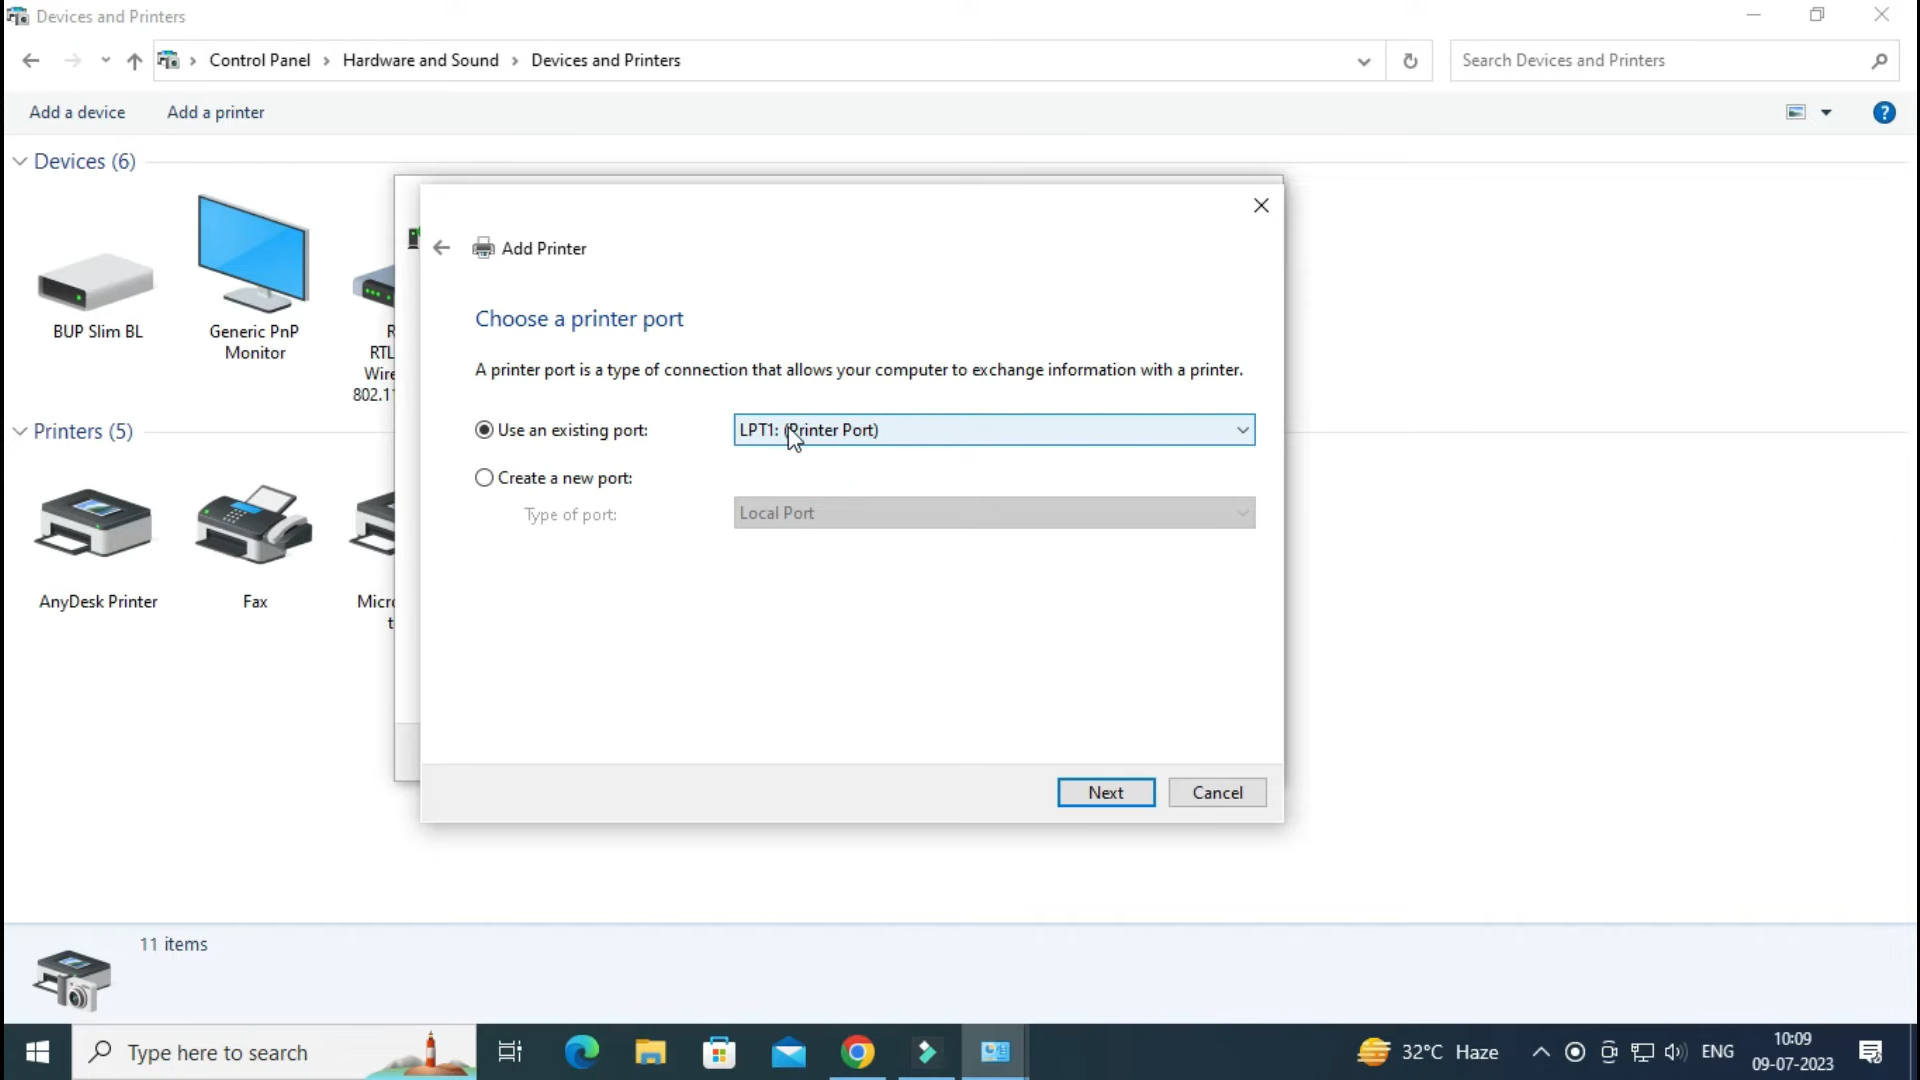 Devices and Printers
Control Panel > Hardware and Sound > Devices and Printers
Search Devices and Printers
Add a device
Add a printer
?
Devices (6)
BUP Slim BL
Generic PnP
Monitor
R
RTL
Wire
802.1
Add Printer
Choose a printer port
A printer port is a type of connection that allows your computer to exchange information with a printer.
Use an existing port:
LPT1: (Printer Port)
Create a new port:
Type of port:
Local Port
Next
Cancel
Printers (5)
AnyDesk Printer
Fax
Micr
t
11 items
Type here to search
32°C Haze
ENG
10:09
09-07-2023